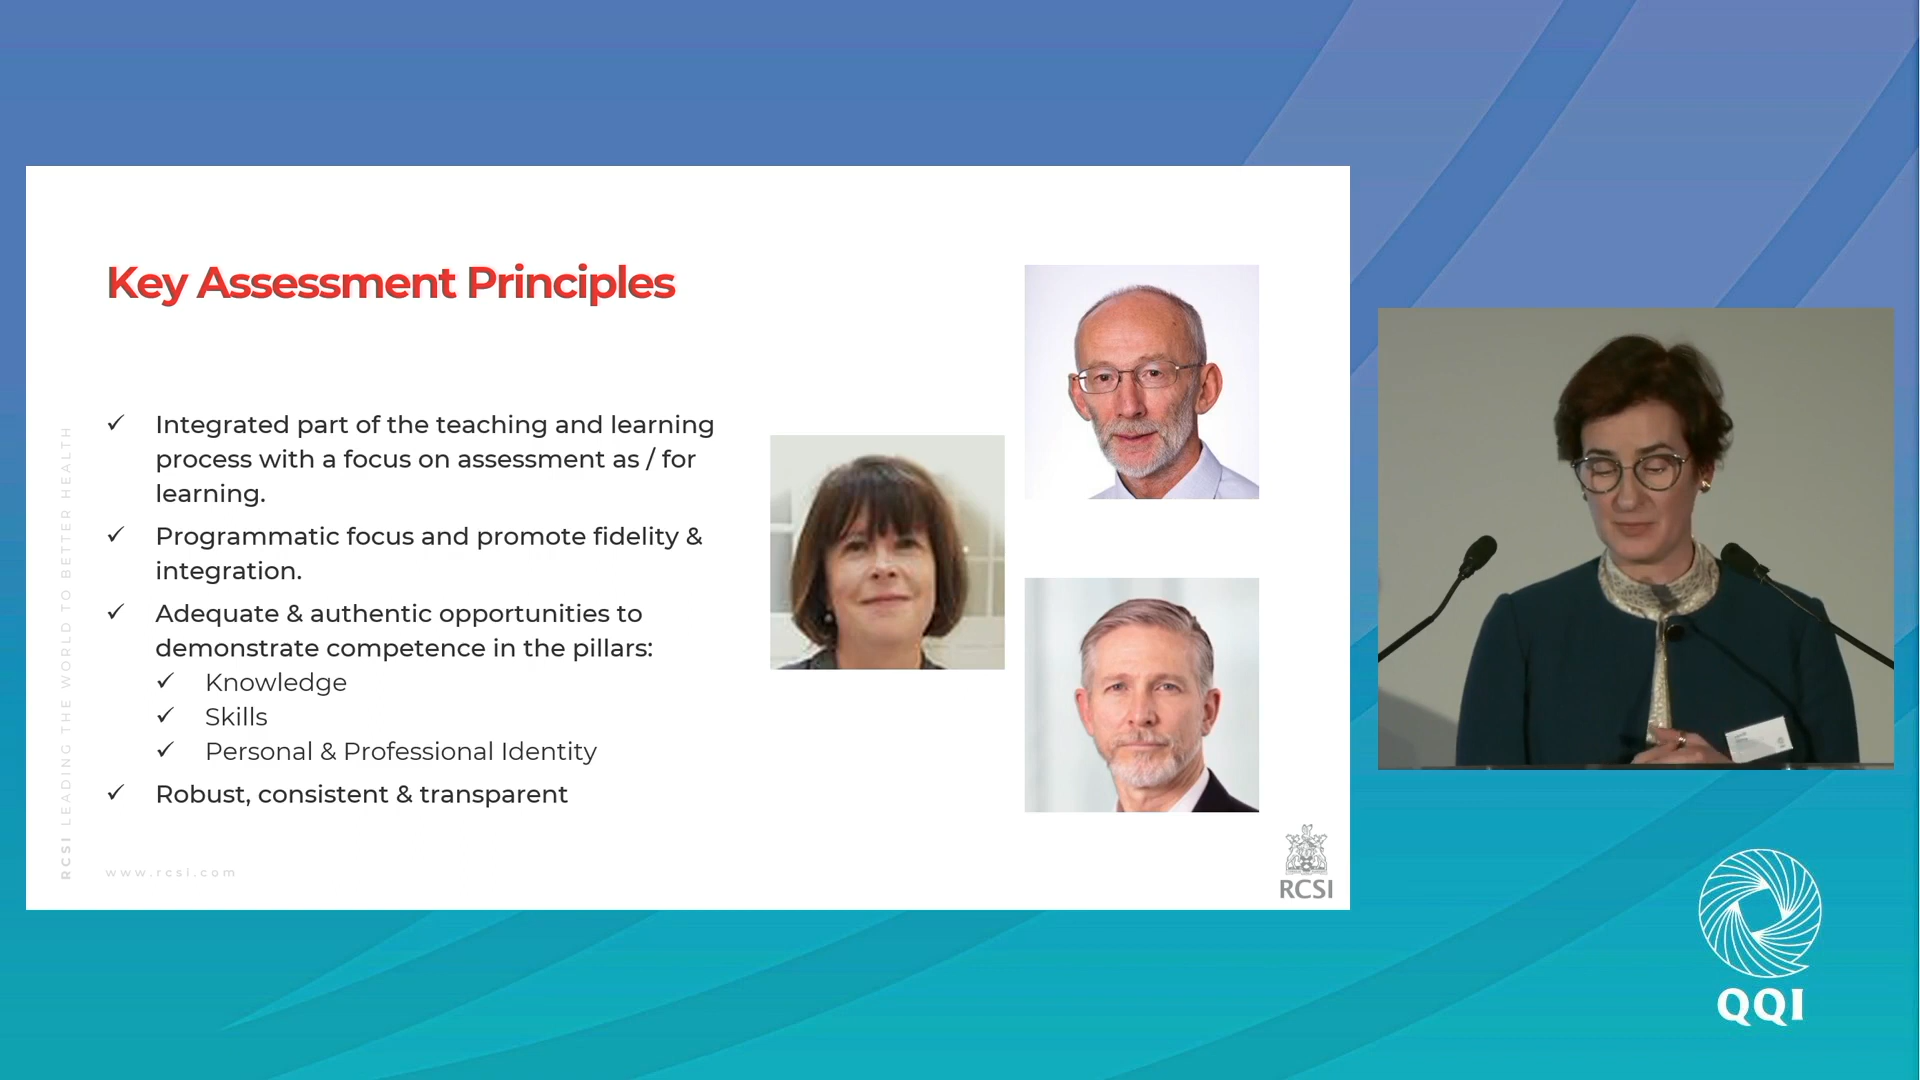 Key Assessment Principles
Integrated part of the teaching and learning
process with a focus on assessment as / for
learning.
Programmatic focus and promote fidelity &
integration.
Adequate & authentic opportunities to
demonstrate competence in the pillars:
Knowledge
Skills
Personal & Professional Identity
Robust, consistent & transparent
RCSI LEADING THE WORLD TO BETTER HEALTH
www.rcsi.com
RCSI
QQI